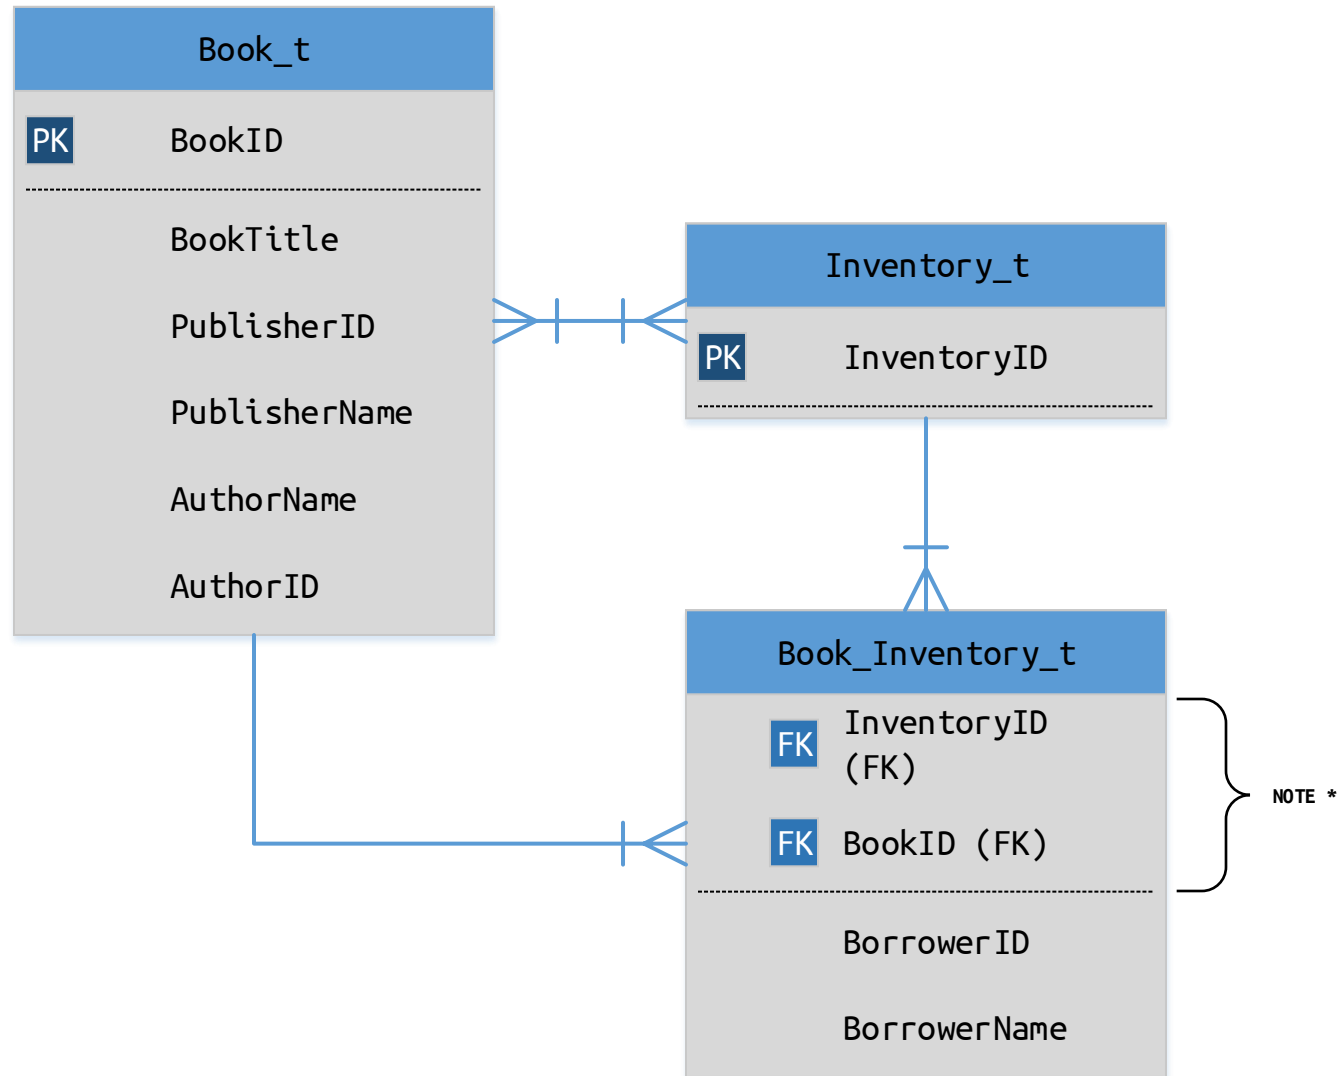 Book_t
PK BookID
BookTitle
PublisherID
PublisherName
AuthorName
AuthorID
Inventory_t
PK InventoryID
Book_Inventory_t
FK InventoryID
(FK)
FK BookID (FK)
NOTE *
BorrowerID
BorrowerName